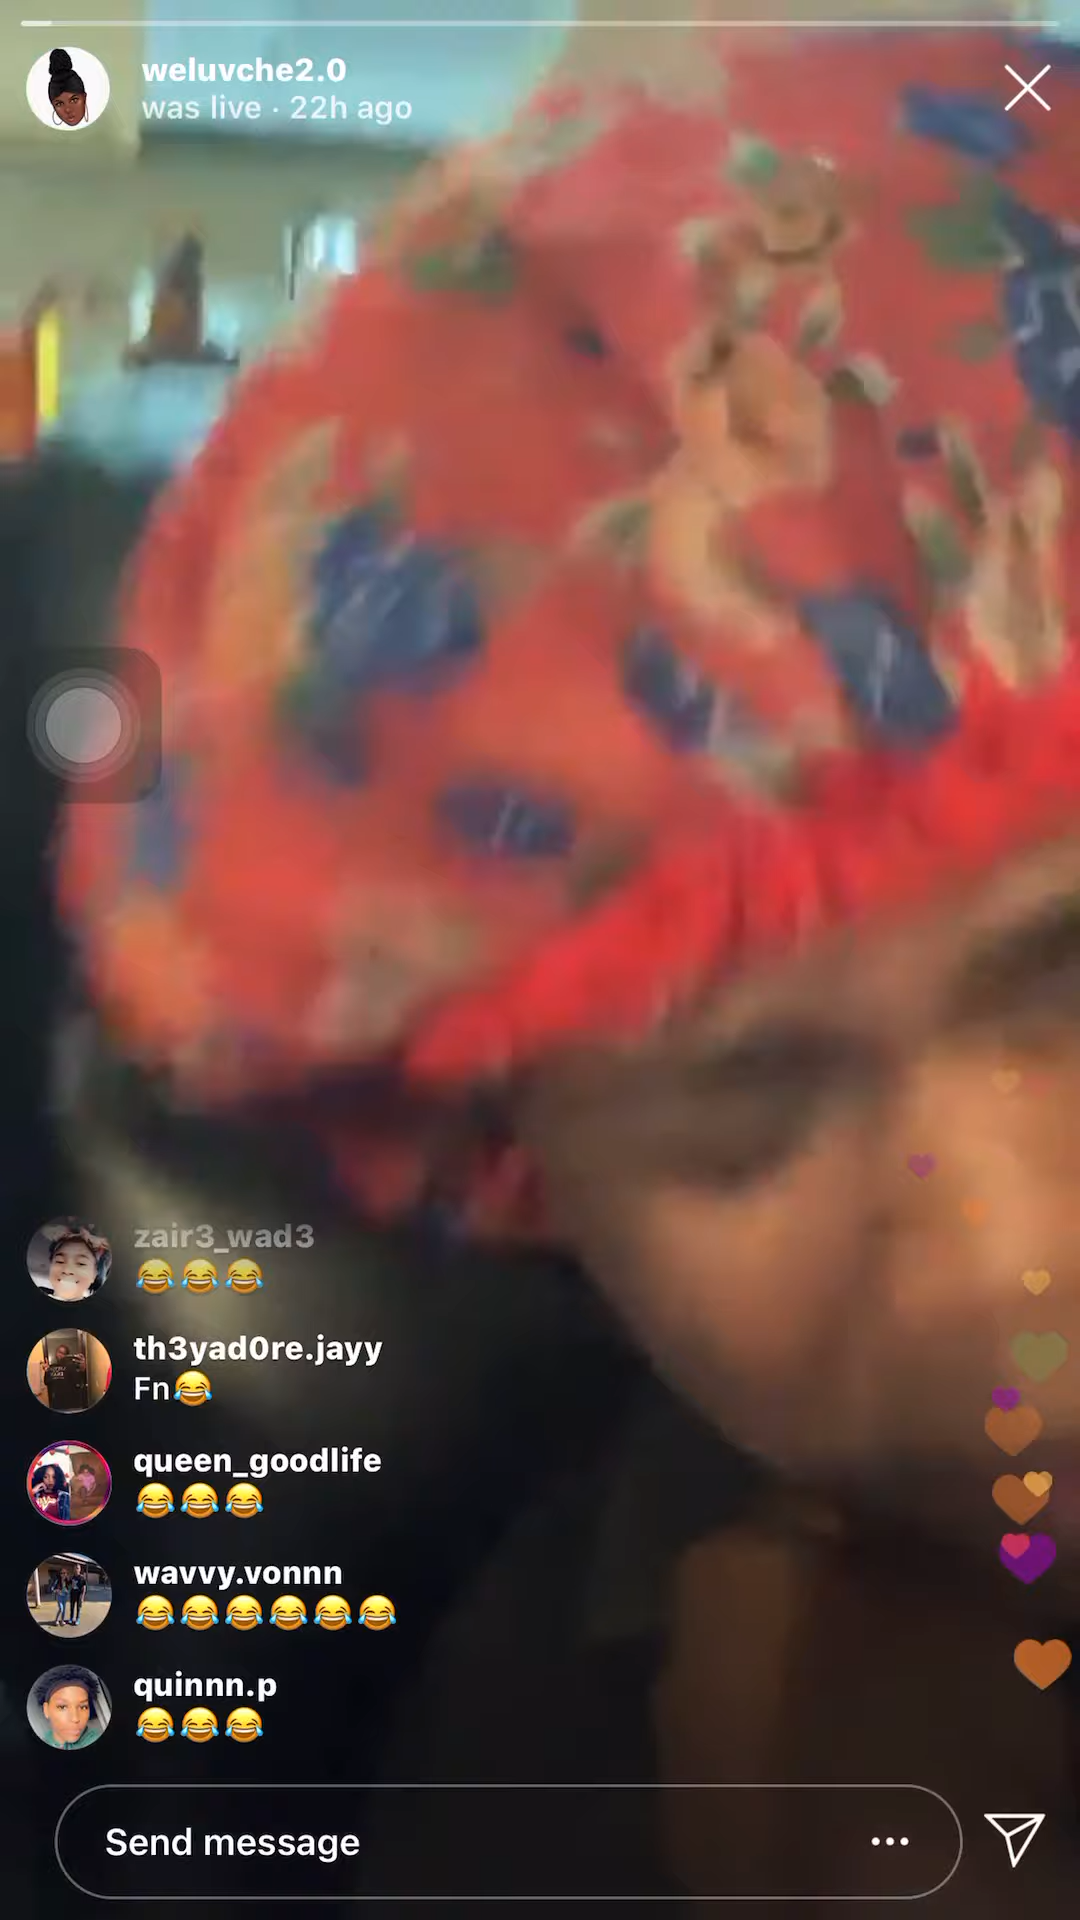 weluvche2.0
was live · 22h ago
zair3_wad3
😂😂😂
th3yad0re.jayy
Fn😂
queen_goodlife
😂😂😂
wavvy.vonnn
😂😂😂😂😂😂
quinnn.p
😂😂😂
Send message